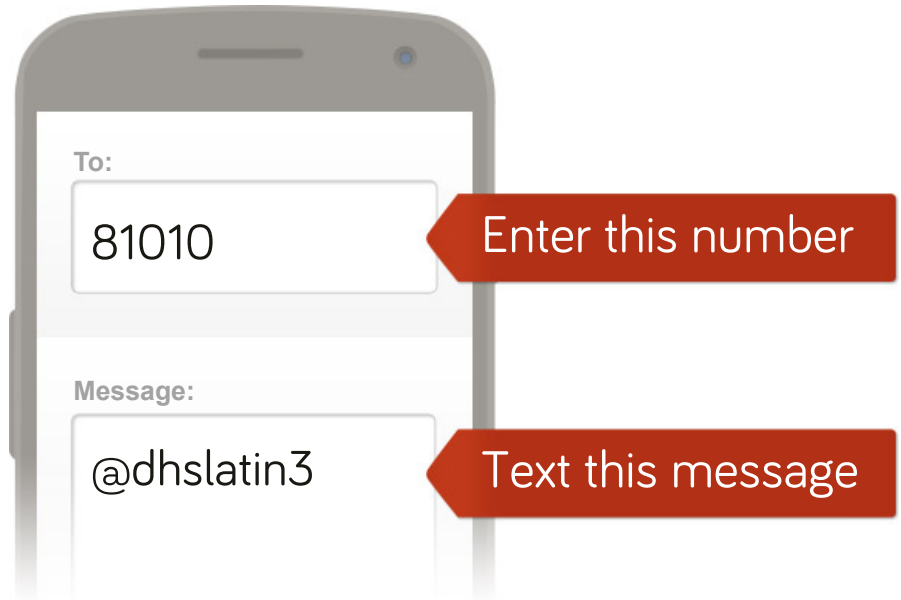 To:
81010
Enter this number
Message:
@dhslatin3
Text this message